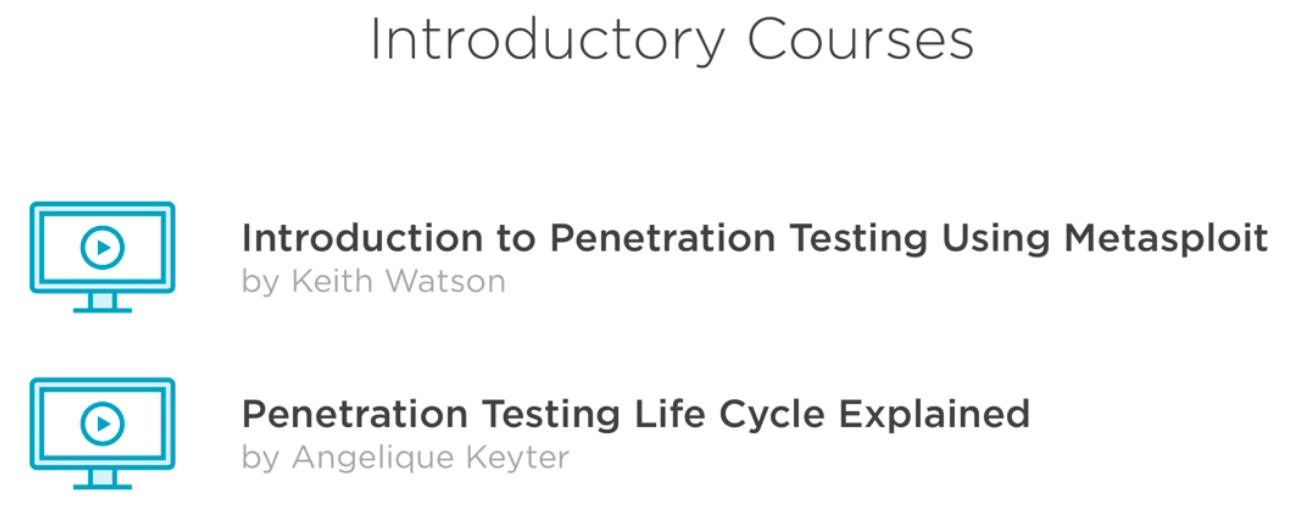 Introductory Courses
Introduction to Penetration Testing Using Metasploit
by Keith Watson
Penetration Testing Life Cycle Explained
by Angelique Keyter